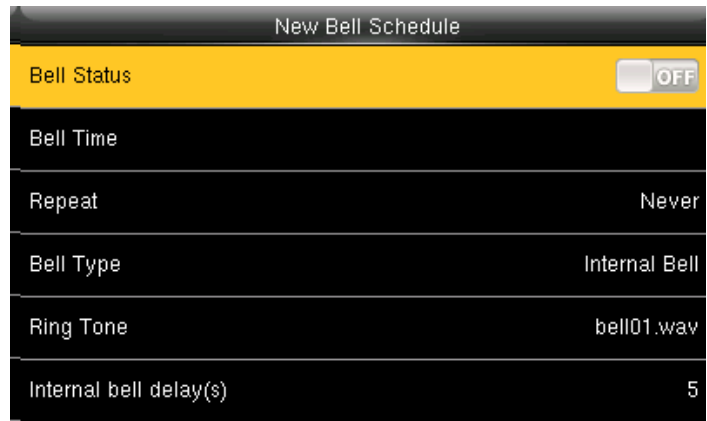 New Bell Schedule
Bell Status OFF
Bell Time
Repeat Never
Bell Type Internal Bell
Ring Tone bell01.wav
Internal bell delay(s) 5